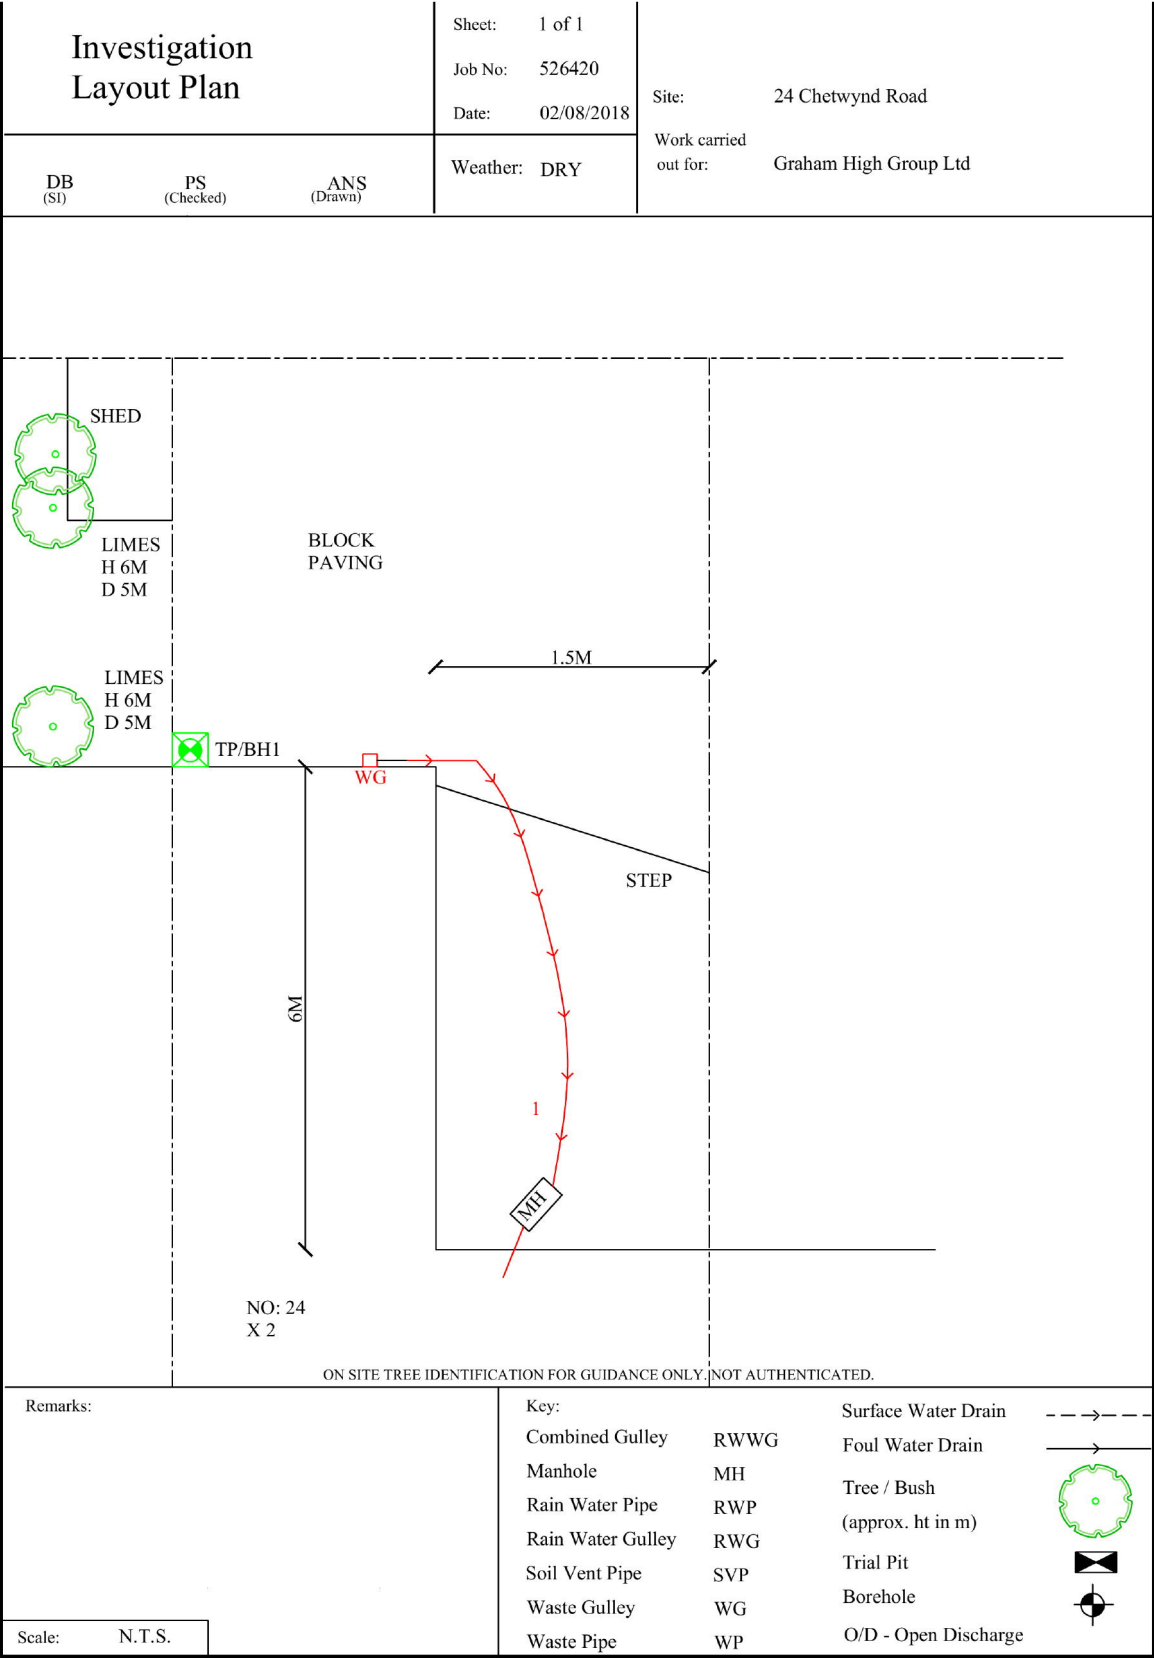 Investigation
Layout Plan
Sheet: 1 of 1
Job No: 526420
Date: 02/08/2018
Weather: DRY
Site: 24 Chetwynd Road
Work carried
out for: Graham High Group Ltd
DB PS ANS
(SI) (Checked) (Drawn)
SHED
LIMES
H 6M
D 5M
BLOCK
PAVING
1.5M
LIMES
H 6M
D 5M
TP/BH1
WG
STEP
6M
1
MH
NO: 24
X 2
ON SITE TREE IDENTIFICATION FOR GUIDANCE ONLY. NOT AUTHENTICATED.
Remarks:
Scale: N.T.S.
Key:
Combined Gulley RWWG
Manhole MH
Rain Water Pipe RWP
Rain Water Gulley RWG
Soil Vent Pipe SVP
Waste Gulley WG
Waste Pipe WP
Surface Water Drain
Foul Water Drain
Tree / Bush
(approx. ht in m)
Trial Pit
Borehole
O/D - Open Discharge